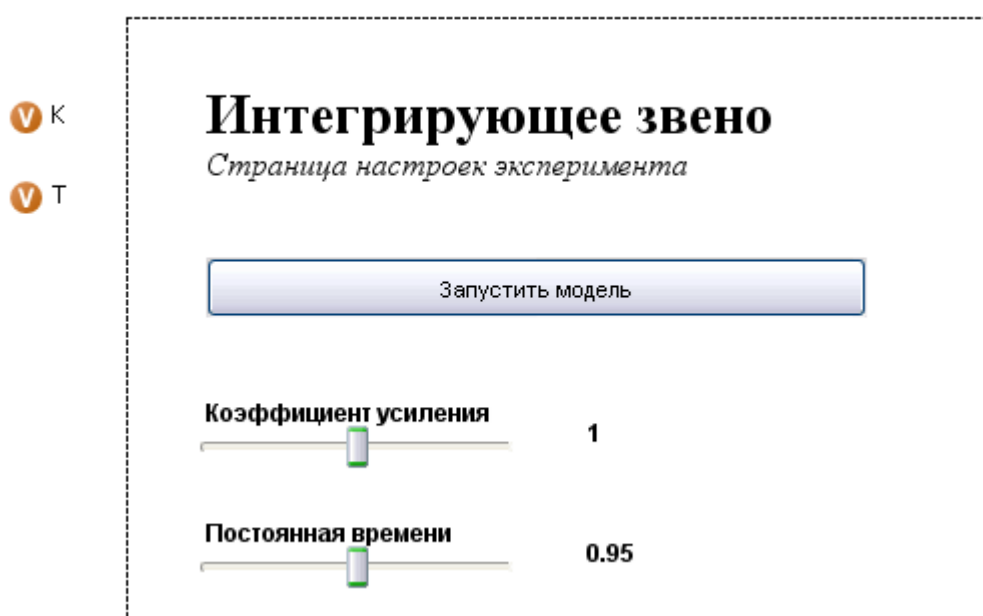 Интегрирующее звено
Страница настроек эксперимента
V K
V T
Запустить модель
Коэффициент усиления
1
Постоянная времени
0.95